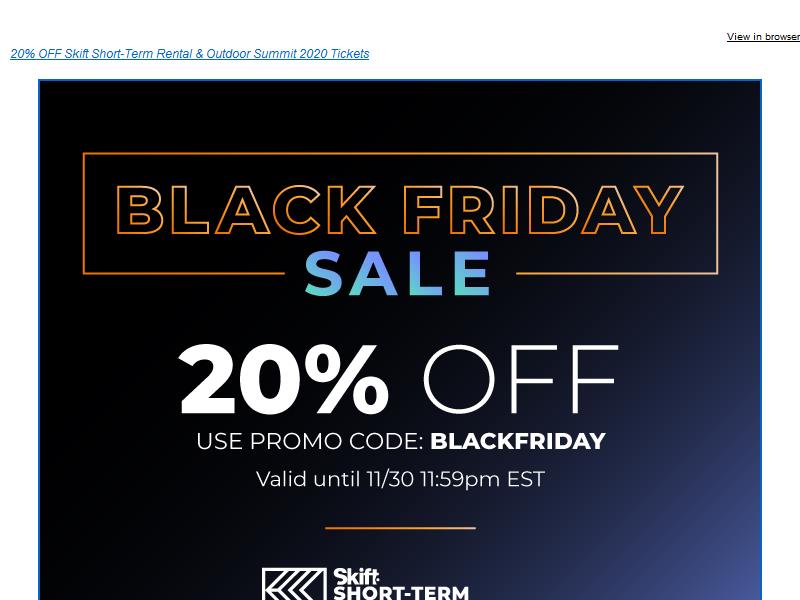 View in browser
20% OFF Skift Short-Term Rental & Outdoor Summit 2020 Tickets
BLACK FRIDAY
SALE
20% OFF
USE PROMO CODE: BLACKFRIDAY
Valid until 11/30 11:59pm EST
Skift
SHORT-TERM